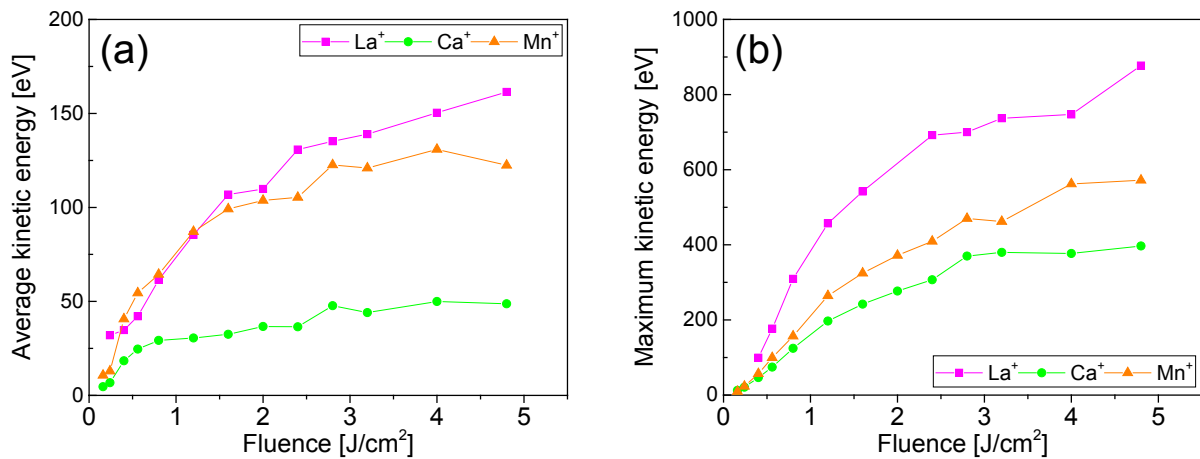 (a)
La⁺ Ca⁺ Mn⁺
Average kinetic energy [eV]
200
150
100
50
0
0 1 2 3 4 5
Fluence [J/cm²]
(b)
La⁺ Ca⁺ Mn⁺
Maximum kinetic energy [eV]
1000
800
600
400
200
0
0 1 2 3 4 5
Fluence [J/cm²]